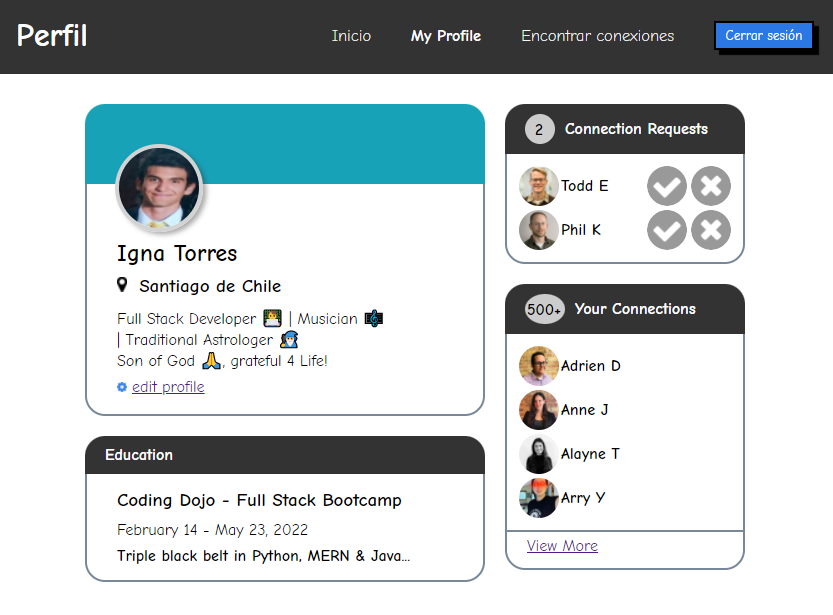 Perfil
Inicio
My Profile
Encontrar conexiones
Cerrar sesión
Igna Torres
Santiago de Chile
Full Stack Developer 👨‍💻 | Musician 🎼
| Traditional Astrologer 🧙‍♂️
Son of God 🙏, grateful 4 Life!
edit profile
Education
Coding Dojo - Full Stack Bootcamp
February 14 - May 23, 2022
Triple black belt in Python, MERN & Java...
2 Connection Requests
Todd E
Phil K
500+ Your Connections
Adrien D
Anne J
Alayne T
Arry Y
View More